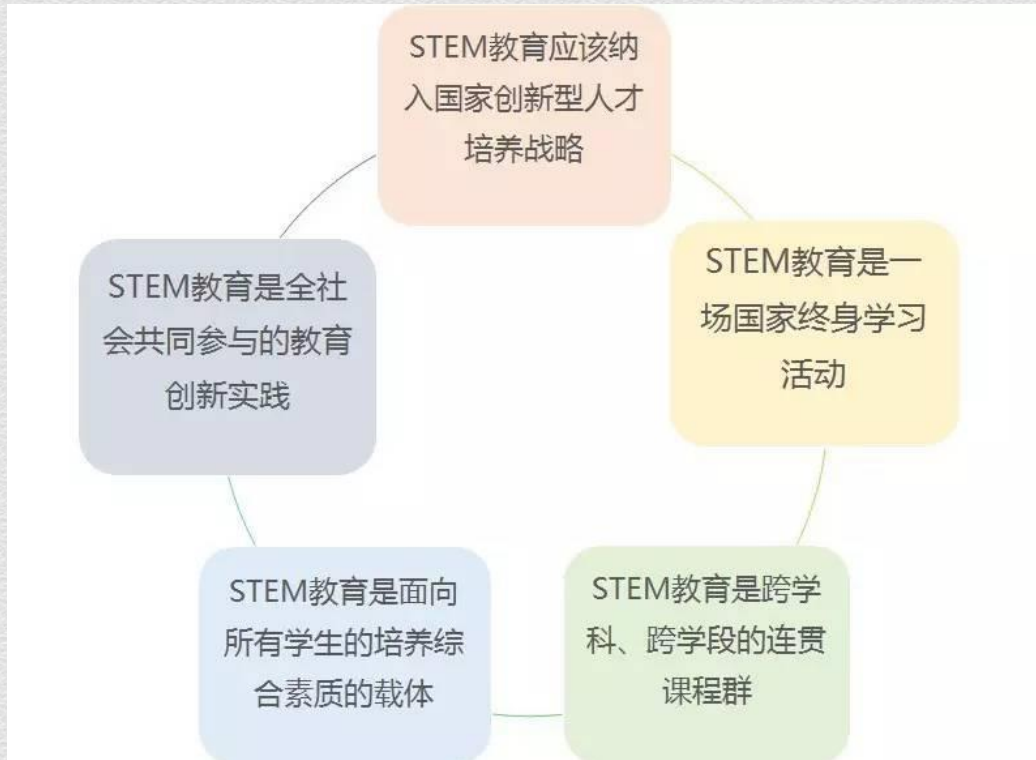 STEM教育应该纳
入国家创新型人才
培养战略
STEM教育是一
场国家终身学习
活动
STEM教育是跨学
科、跨学段的连贯
课程群
STEM教育是面向
所有学生的培养综
合素质的载体
STEM教育是全社
会共同参与的教育
创新实践